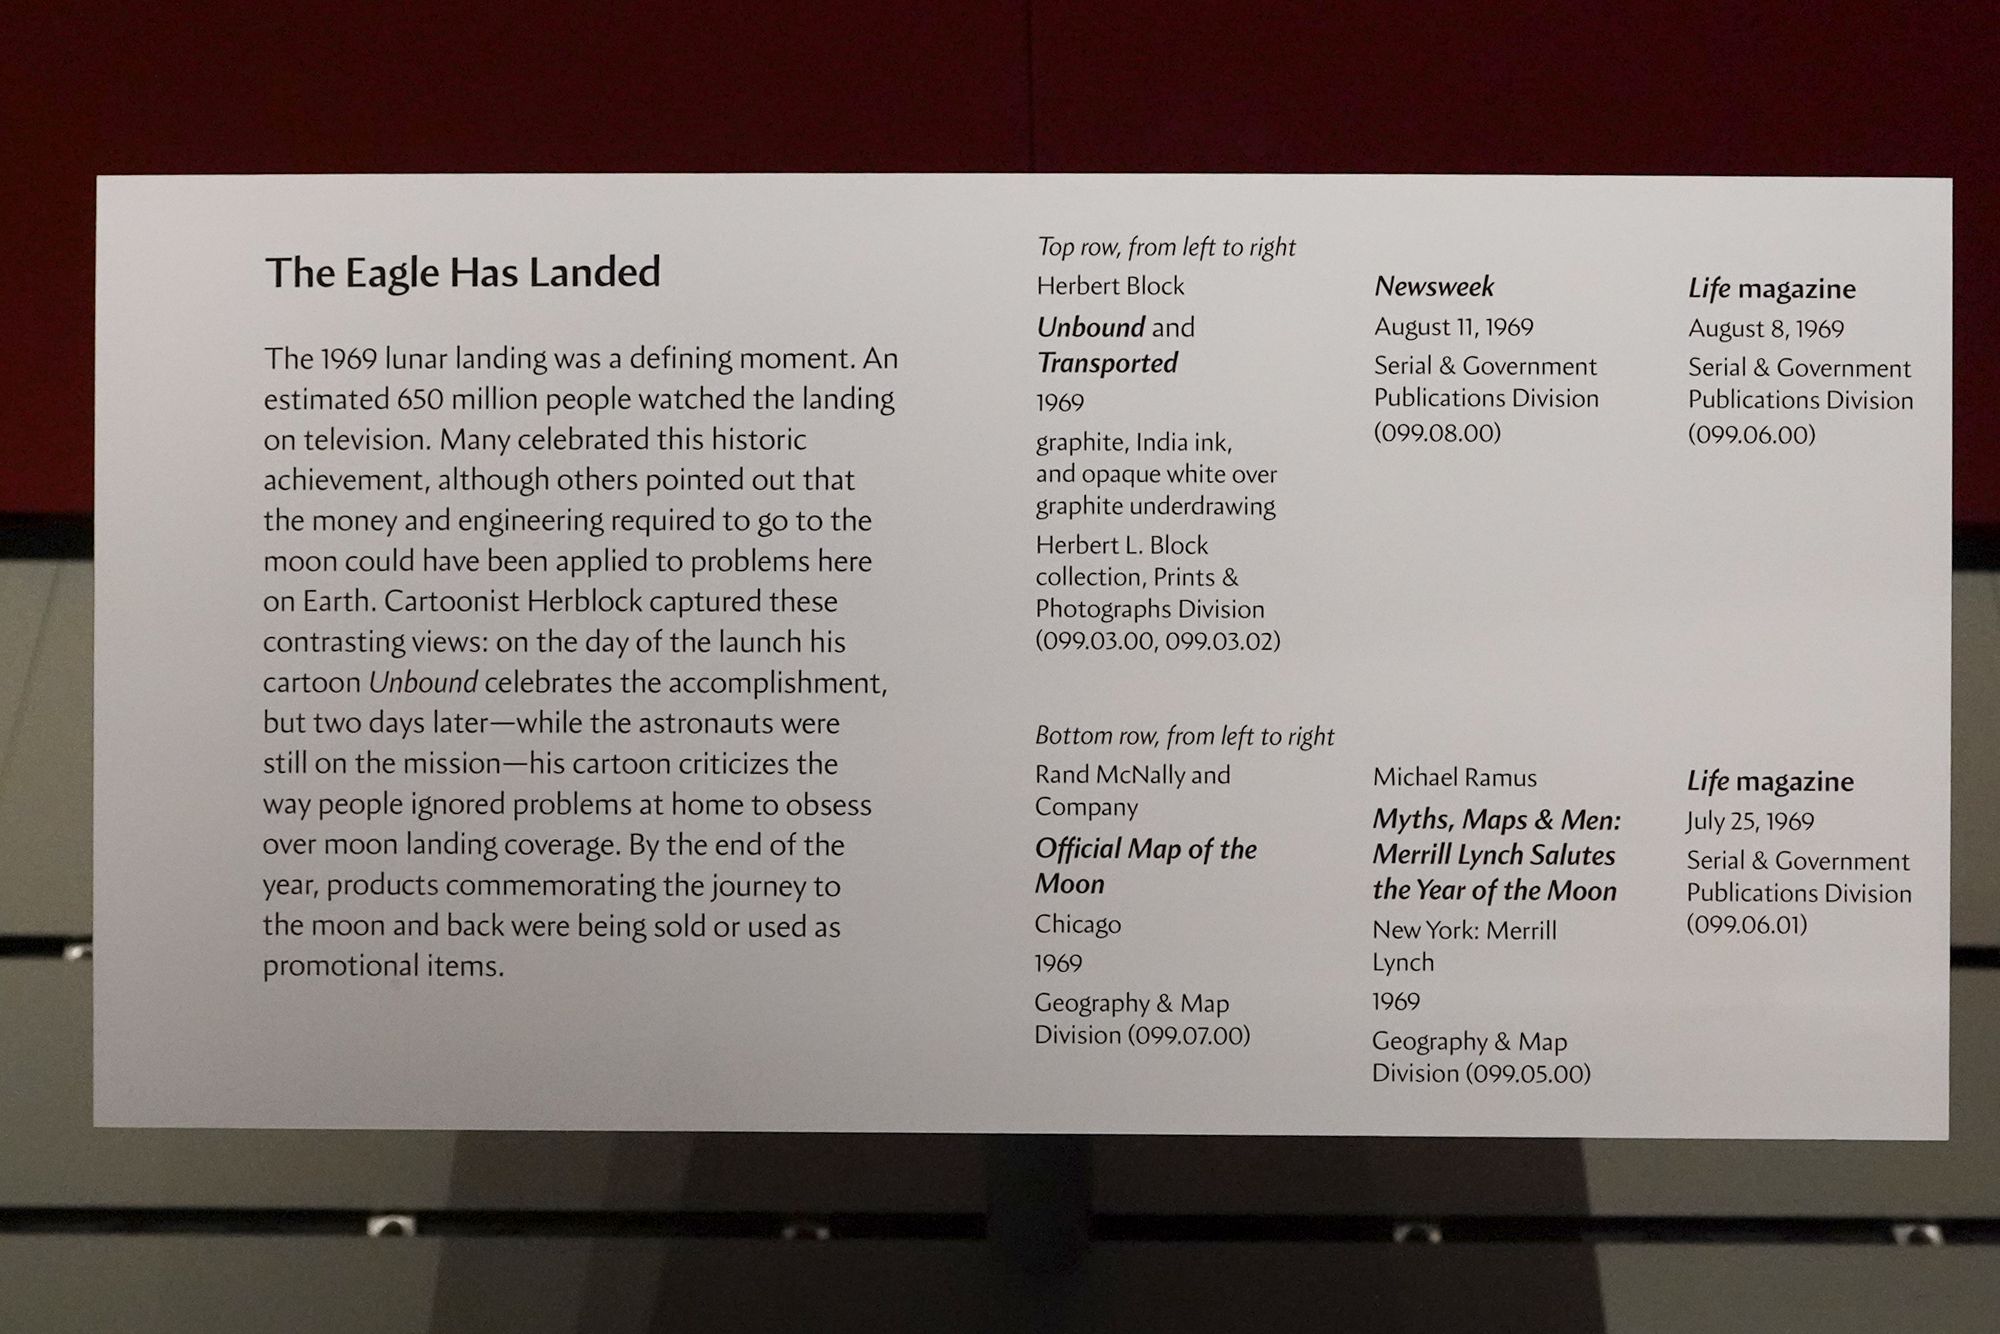 The Eagle Has Landed
The 1969 lunar landing was a defining moment. An
estimated 650 million people watched the landing
on television. Many celebrated this historic
achievement, although others pointed out that
the money and engineering required to go to the
moon could have been applied to problems here
on Earth. Cartoonist Herblock captured these
contrasting views: on the day of the launch his
cartoon Unbound celebrates the accomplishment,
but two days later—while the astronauts were
still on the mission—his cartoon criticizes the
way people ignored problems at home to obsess
over moon landing coverage. By the end of the
year, products commemorating the journey to
the moon and back were being sold or used as
promotional items.
Top row, from left to right
Herbert Block
Unbound and
Transported
1969
graphite, India ink,
and opaque white over
graphite underdrawing
Herbert L. Block
collection, Prints &
Photographs Division
(099.03.00, 099.03.02)
Newsweek
August 11, 1969
Serial & Government
Publications Division
(099.08.00)
Life magazine
August 8, 1969
Serial & Government
Publications Division
(099.06.00)
Bottom row, from left to right
Rand McNally and
Company
Official Map of the
Moon
Chicago
1969
Geography & Map
Division (099.07.00)
Michael Ramus
Myths, Maps & Men:
Merrill Lynch Salutes
the Year of the Moon
New York: Merrill
Lynch
1969
Geography & Map
Division (099.05.00)
Life magazine
July 25, 1969
Serial & Government
Publications Division
(099.06.01)